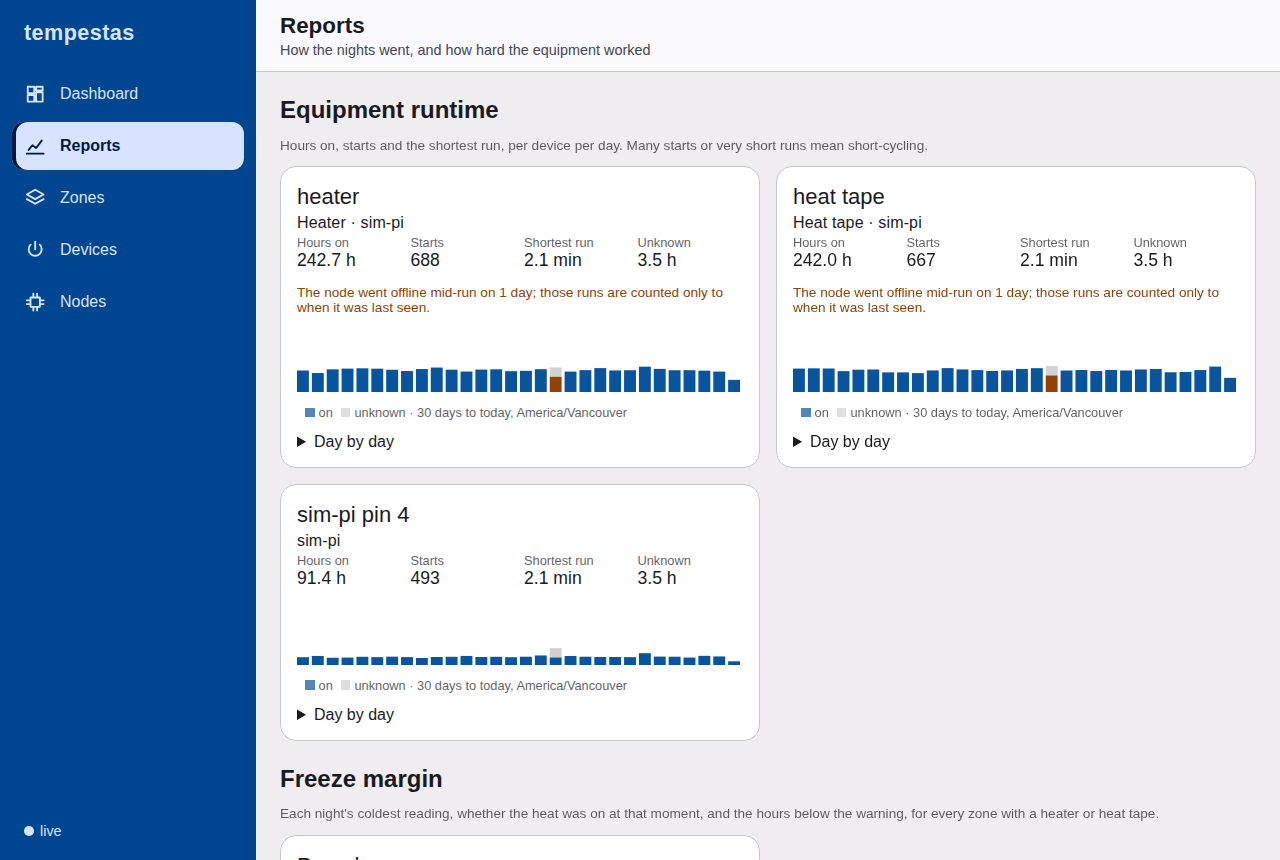 tempestas
Dashboard
Reports
Zones
Devices
Nodes
live
Reports
How the nights went, and how hard the equipment worked
Equipment runtime
Hours on, starts and the shortest run, per device per day. Many starts or very short runs mean short-cycling.
heater
Heater · sim-pi
Hours on Starts Shortest run Unknown
242.7 h 688 2.1 min 3.5 h
The node went offline mid-run on 1 day; those runs are counted only to
when it was last seen.
on unknown · 30 days to today, America/Vancouver
Day by day
heat tape
Heat tape · sim-pi
Hours on Starts Shortest run Unknown
242.0 h 667 2.1 min 3.5 h
The node went offline mid-run on 1 day; those runs are counted only to
when it was last seen.
on unknown · 30 days to today, America/Vancouver
Day by day
sim-pi pin 4
sim-pi
Hours on Starts Shortest run Unknown
91.4 h 493 2.1 min 3.5 h
on unknown · 30 days to today, America/Vancouver
Day by day
Freeze margin
Each night's coldest reading, whether the heat was on at that moment, and the hours below the warning, for every zone with a heater or heat tape.